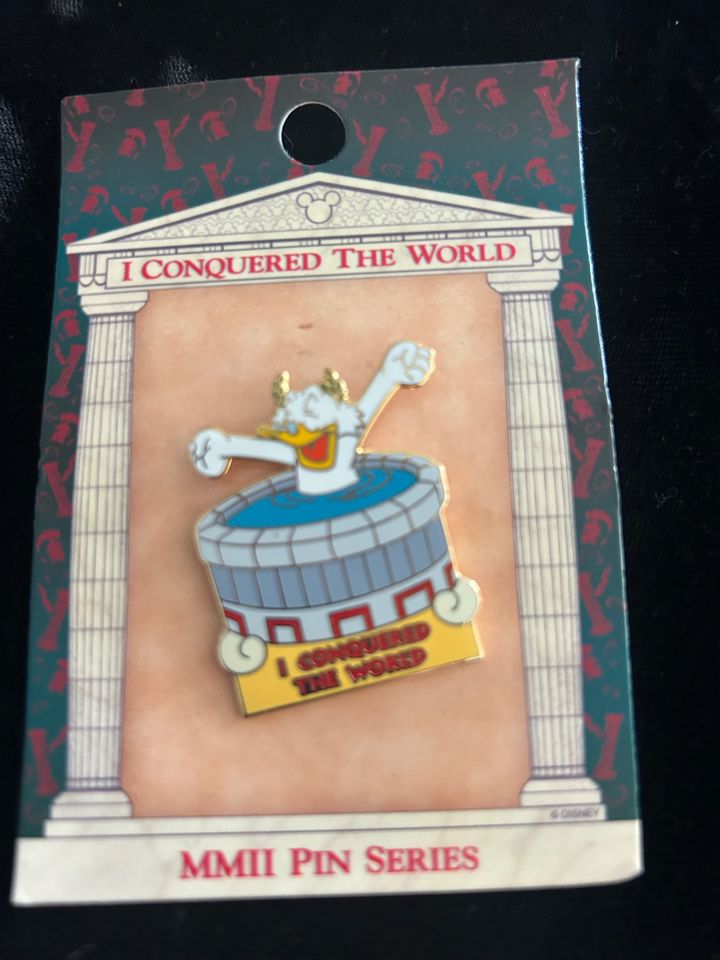 I CONQUERED THE WORLD
I CONQUERED
THE WORLD
© DISNEY
MMII PIN SERIES